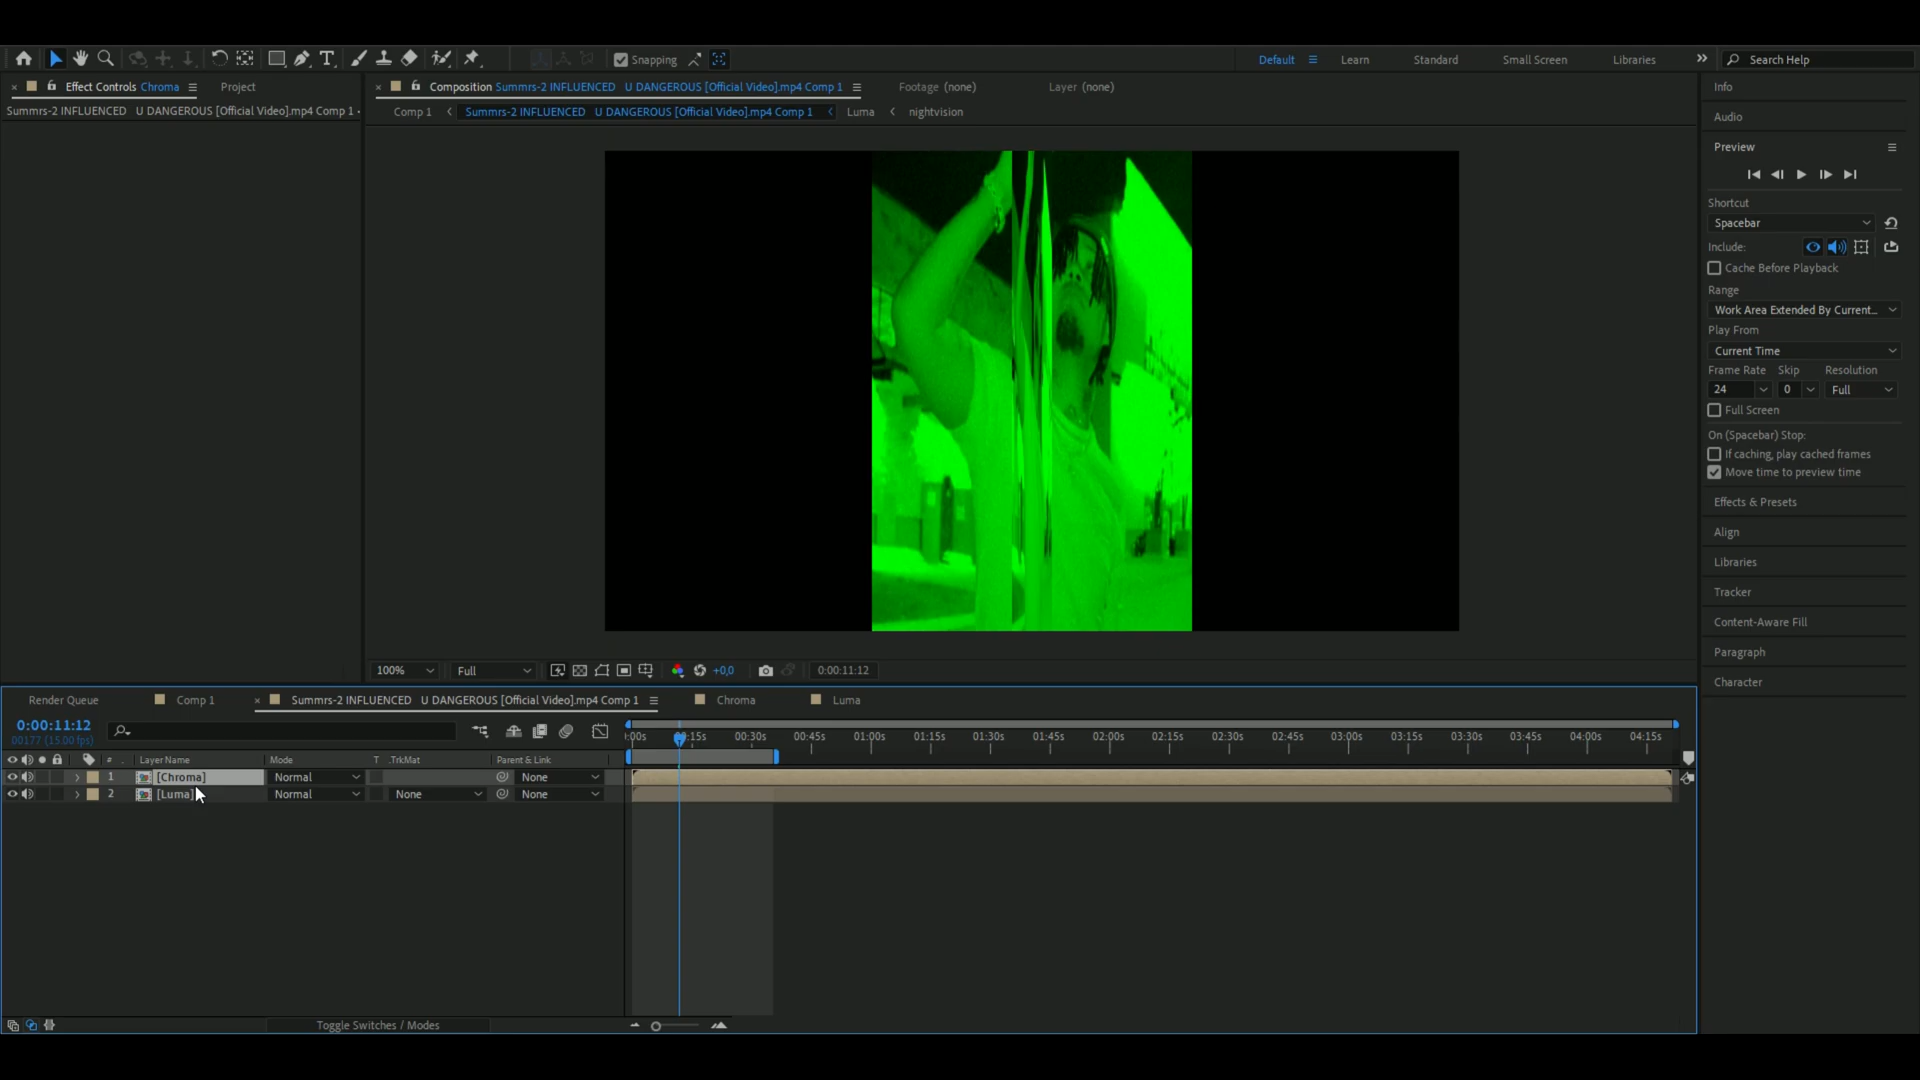 Snapping
Default
Learn
Standard
Small Screen
Libraries
Search Help
Effect Controls Chroma
Project
Composition Summrs-2 INFLUENCED U DANGEROUS [Official Video].mp4 Comp 1
Footage (none)
Layer (none)
Summrs-2 INFLUENCED U DANGEROUS [Official Video].mp4 Comp 1
Comp 1
Summrs-2 INFLUENCED U DANGEROUS [Official Video].mp4 Comp 1
Luma
nightvision
Info
Audio
Preview
Shortcut
Spacebar
Include:
Cache Before Playback
Range
Work Area Extended By Current...
Play From
Current Time
Frame Rate Skip Resolution
24 0 Full
Full Screen
On (Spacebar) Stop:
If caching, play cached frames
Move time to preview time
Effects & Presets
Align
Libraries
Tracker
Content-Aware Fill
Paragraph
Character
100%
Full
+0,0
0:00:11:12
Render Queue
Comp 1
Summrs-2 INFLUENCED U DANGEROUS [Official Video].mp4 Comp 1
Chroma
Luma
0:00:11:12
00177 (15.00 fps)
:00s 15s 00:30s 00:45s 01:00s 01:15s 01:30s 01:45s 02:00s 02:15s 02:30s 02:45s 03:00s 03:15s 03:30s 03:45s 04:00s 04:15s
# Layer Name Mode T .TrkMat Parent & Link
1 [Chroma] Normal None
2 [Luma] Normal None None
Toggle Switches / Modes